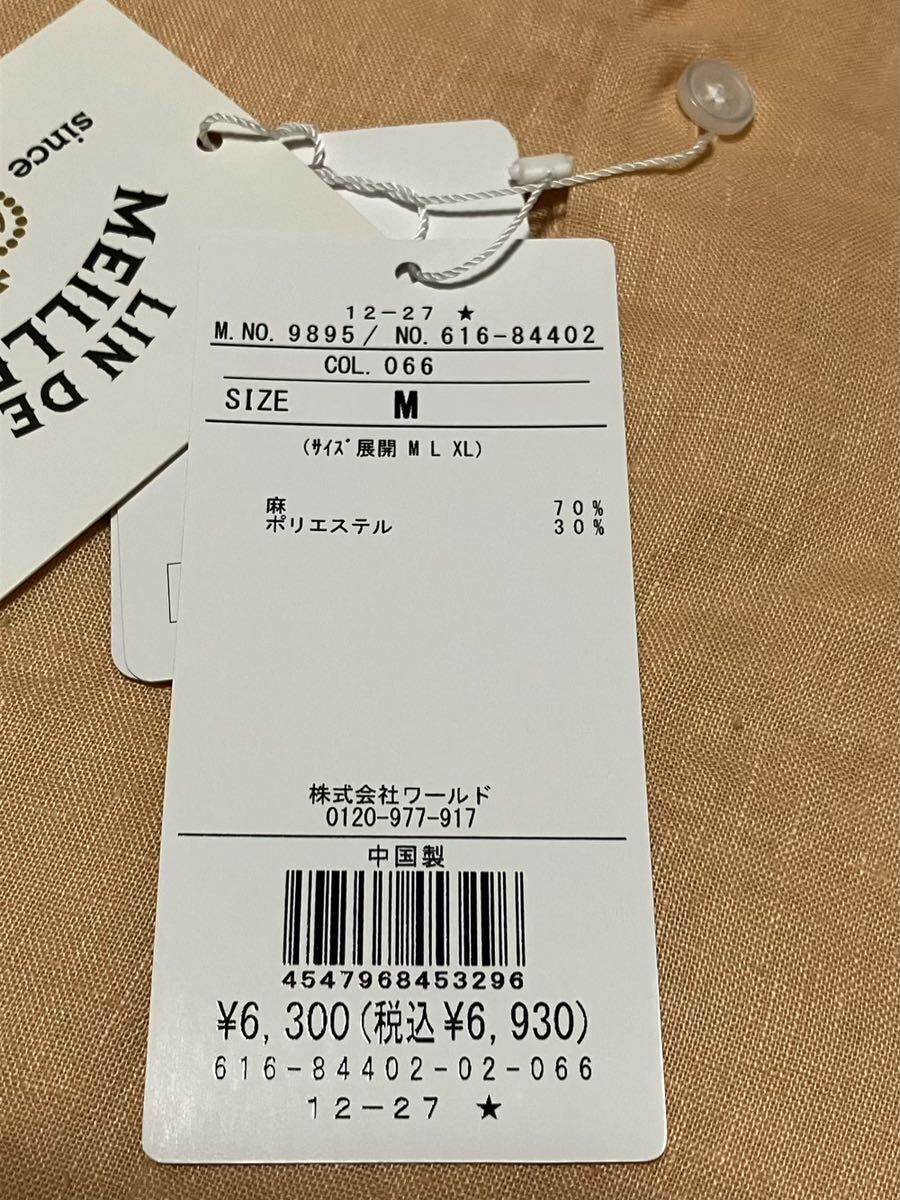 since
LIN DE
12-27 ★
M.NO. 9895/ NO. 616-84402
COL. 066
SIZE M
(ｻｲｽﾞ展開 M L XL)
麻 70%
ポリエステル 30%
株式会社ワールド
0120-977-917
中国製
4547968453296
¥6,300(税込¥6,930)
616-84402-02-066
12-27 ★